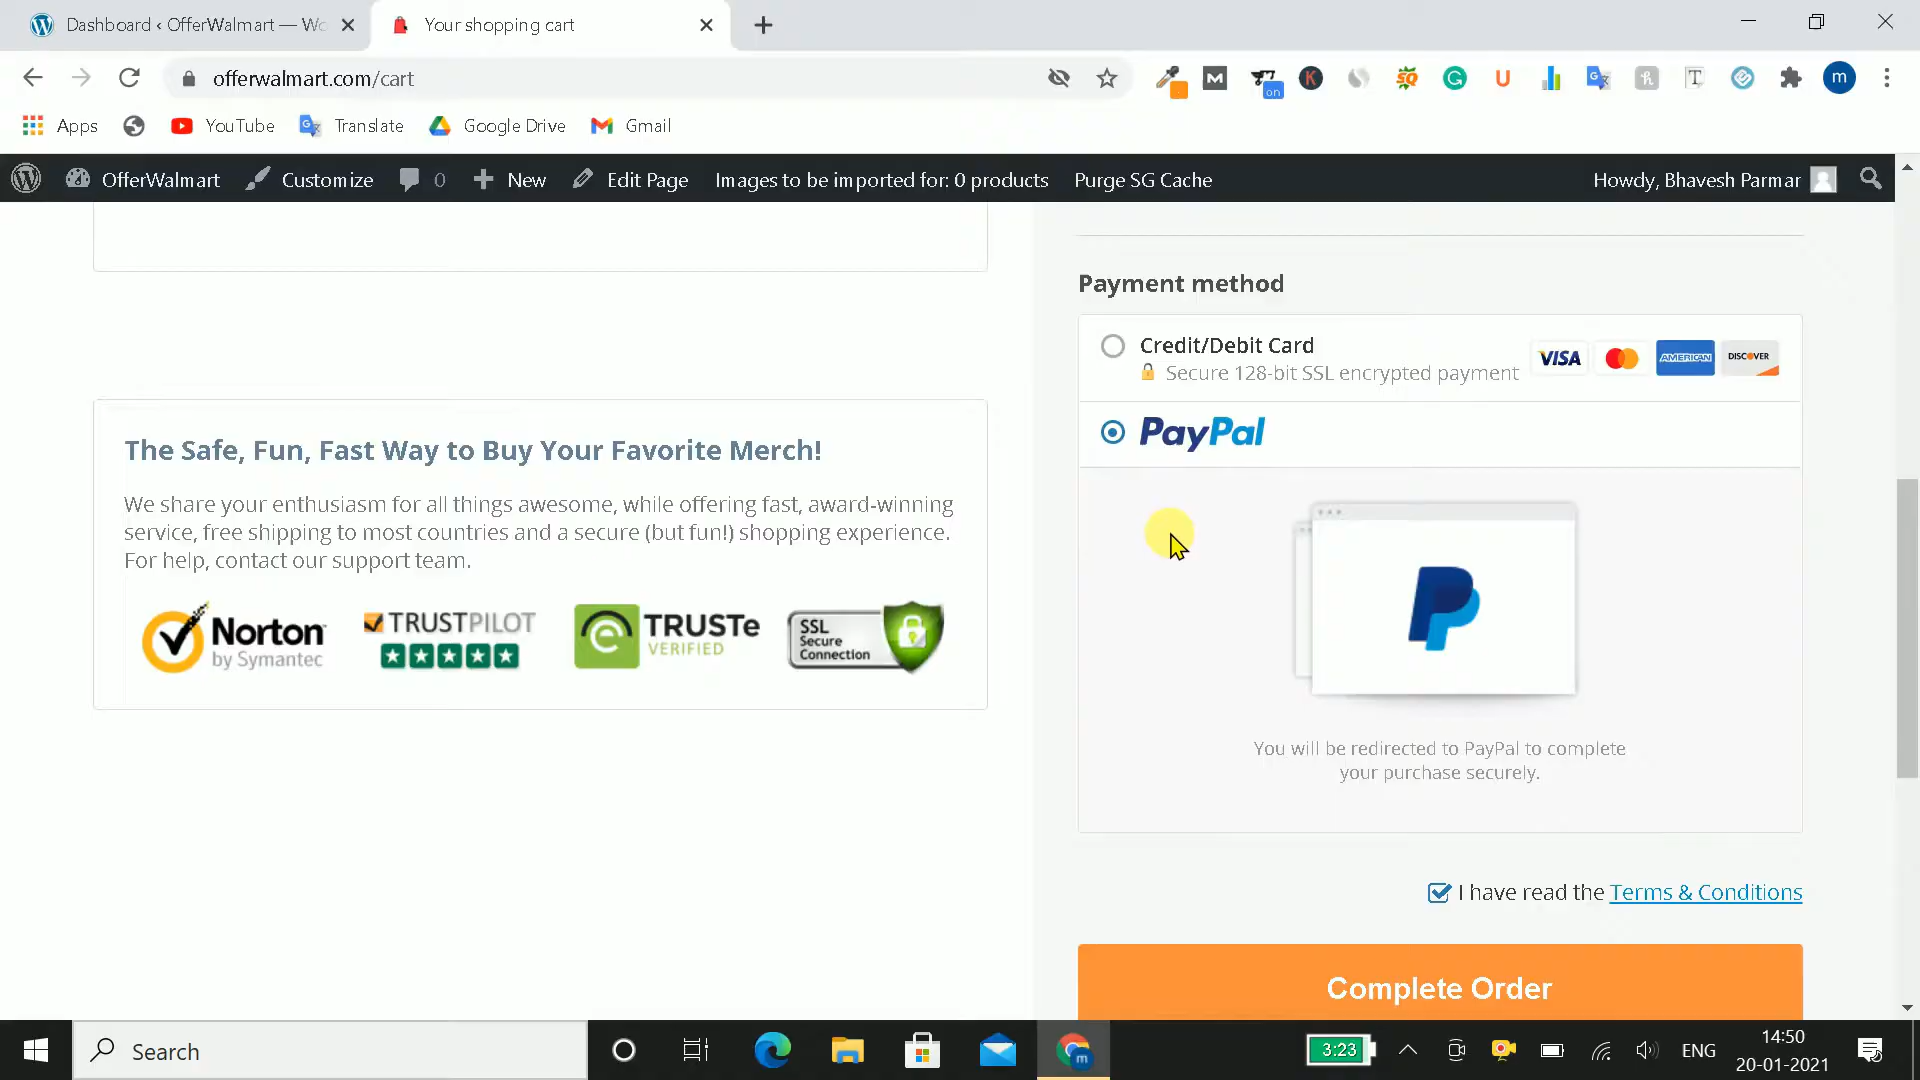 Dashboard ‹ OfferWalmart — Wo
Your shopping cart
offerwalmart.com/cart
on
m
Apps
YouTube
Translate
Google Drive
Gmail
OfferWalmart
Customize
0
New
Edit Page
Images to be imported for: 0 products
Purge SG Cache
Howdy, Bhavesh Parmar
Payment method
Credit/Debit Card
Secure 128-bit SSL encrypted payment
VISA
AMERICAN
DISCOVER
PayPal
The Safe, Fun, Fast Way to Buy Your Favorite Merch!
We share your enthusiasm for all things awesome, while offering fast, award-winning
service, free shipping to most countries and a secure (but fun!) shopping experience.
For help, contact our support team.
Norton
by Symantec
TRUSTPILOT
TRUSTe
VERIFIED
SSL
Secure
Connection
You will be redirected to PayPal to complete
your purchase securely.
I have read the Terms & Conditions
Complete Order
Search
m
3:23
ENG
14:50
20-01-2021